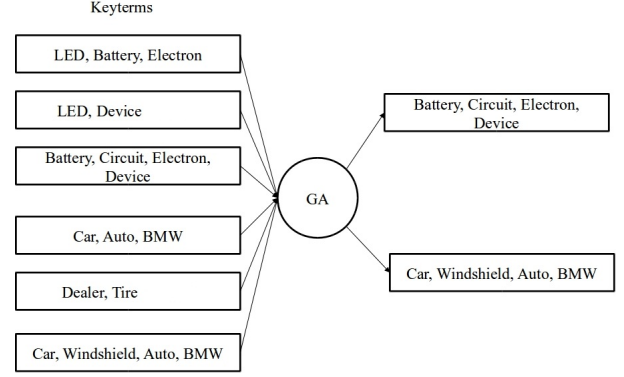 Keyterms
LED, Battery, Electron
LED, Device
Battery, Circuit, Electron,
Device
Car, Auto, BMW
Dealer, Tire
Car, Windshield, Auto, BMW
GA
Battery, Circuit, Electron,
Device
Car, Windshield, Auto, BMW